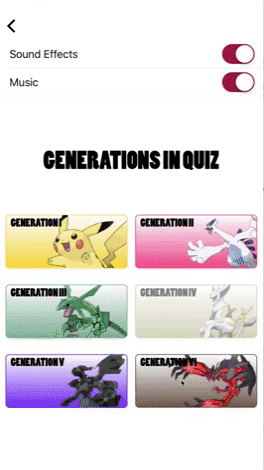 Sound Effects
Music
GENERATIONS IN QUIZ
GENERATION I
GENERATION II
GENERATION III
GENERATION IV
GENERATION V
GENERATION VI